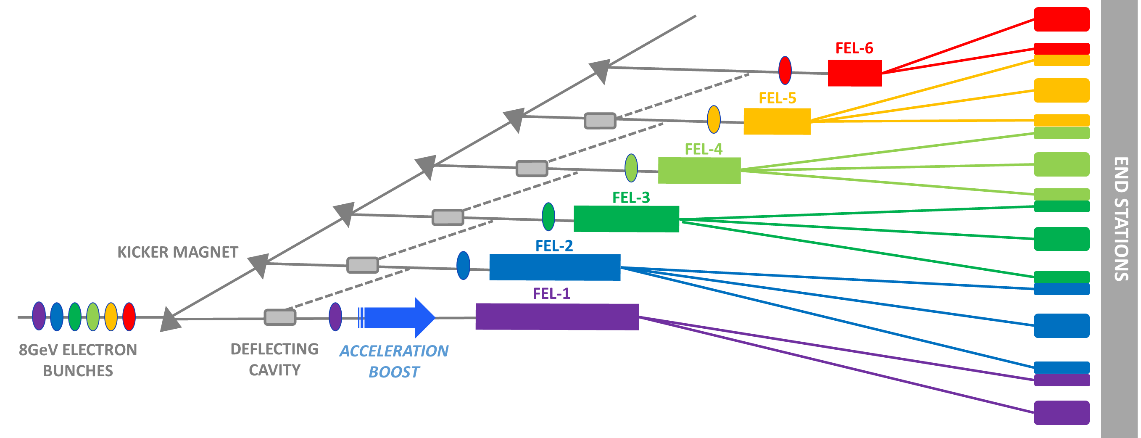 FEL-6
FEL-5
FEL-4
FEL-3
KICKER MAGNET
FEL-2
FEL-1
8GeV ELECTRON
BUNCHES
DEFLECTING
CAVITY
ACCELERATION
BOOST
END STATIONS